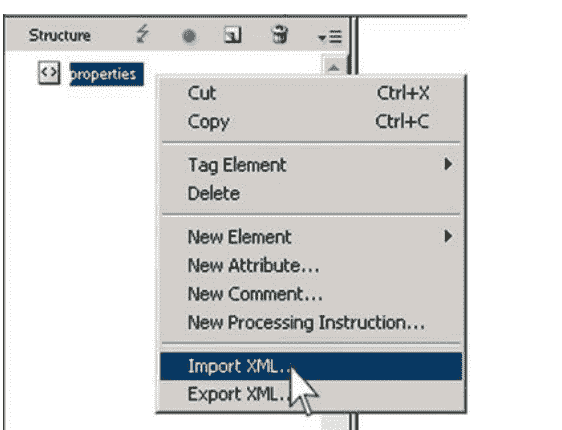 Structure
properties
Cut Ctrl+X
Copy Ctrl+C
Tag Element
Delete
New Element
New Attribute...
New Comment...
New Processing Instruction...
Import XML...
Export XML...